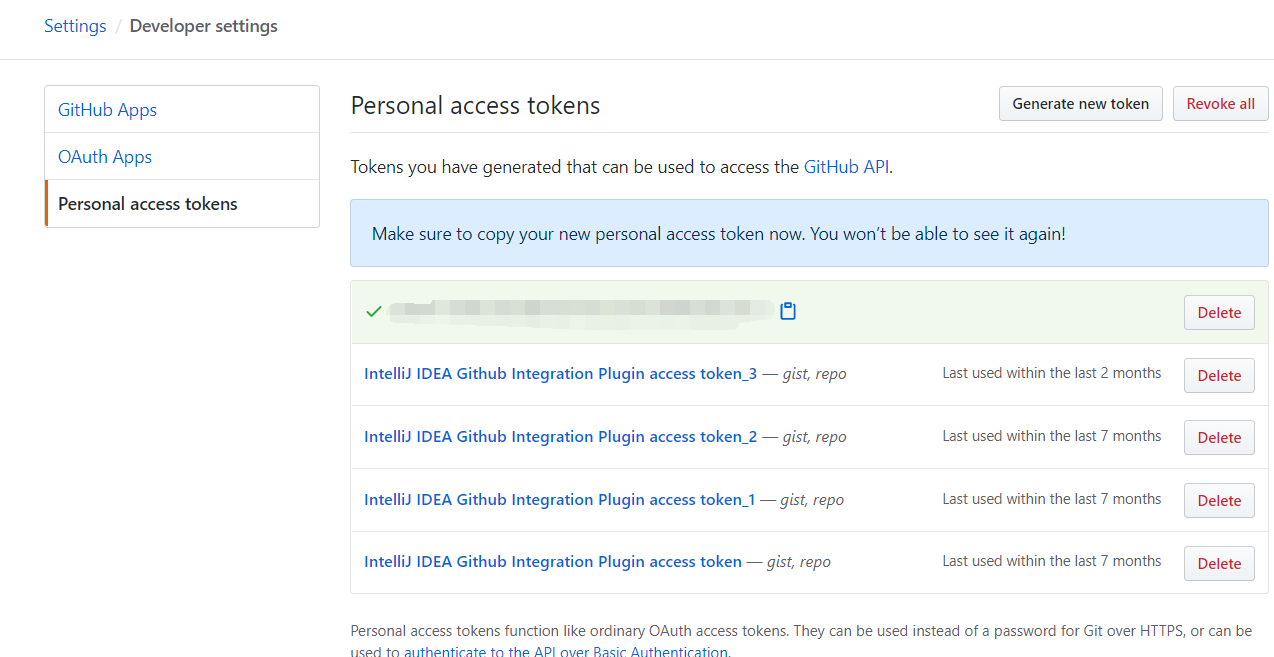 Settings / Developer settings
GitHub Apps
OAuth Apps
Personal access tokens
Personal access tokens
Generate new token
Revoke all
Tokens you have generated that can be used to access the GitHub API.
Make sure to copy your new personal access token now. You won’t be able to see it again!
Delete
IntelliJ IDEA Github Integration Plugin access token_3 — gist, repo Last used within the last 2 months Delete
IntelliJ IDEA Github Integration Plugin access token_2 — gist, repo Last used within the last 7 months Delete
IntelliJ IDEA Github Integration Plugin access token_1 — gist, repo Last used within the last 7 months Delete
IntelliJ IDEA Github Integration Plugin access token — gist, repo Last used within the last 7 months Delete
Personal access tokens function like ordinary OAuth access tokens. They can be used instead of a password for Git over HTTPS, or can be
used to authenticate to the API over Basic Authentication.